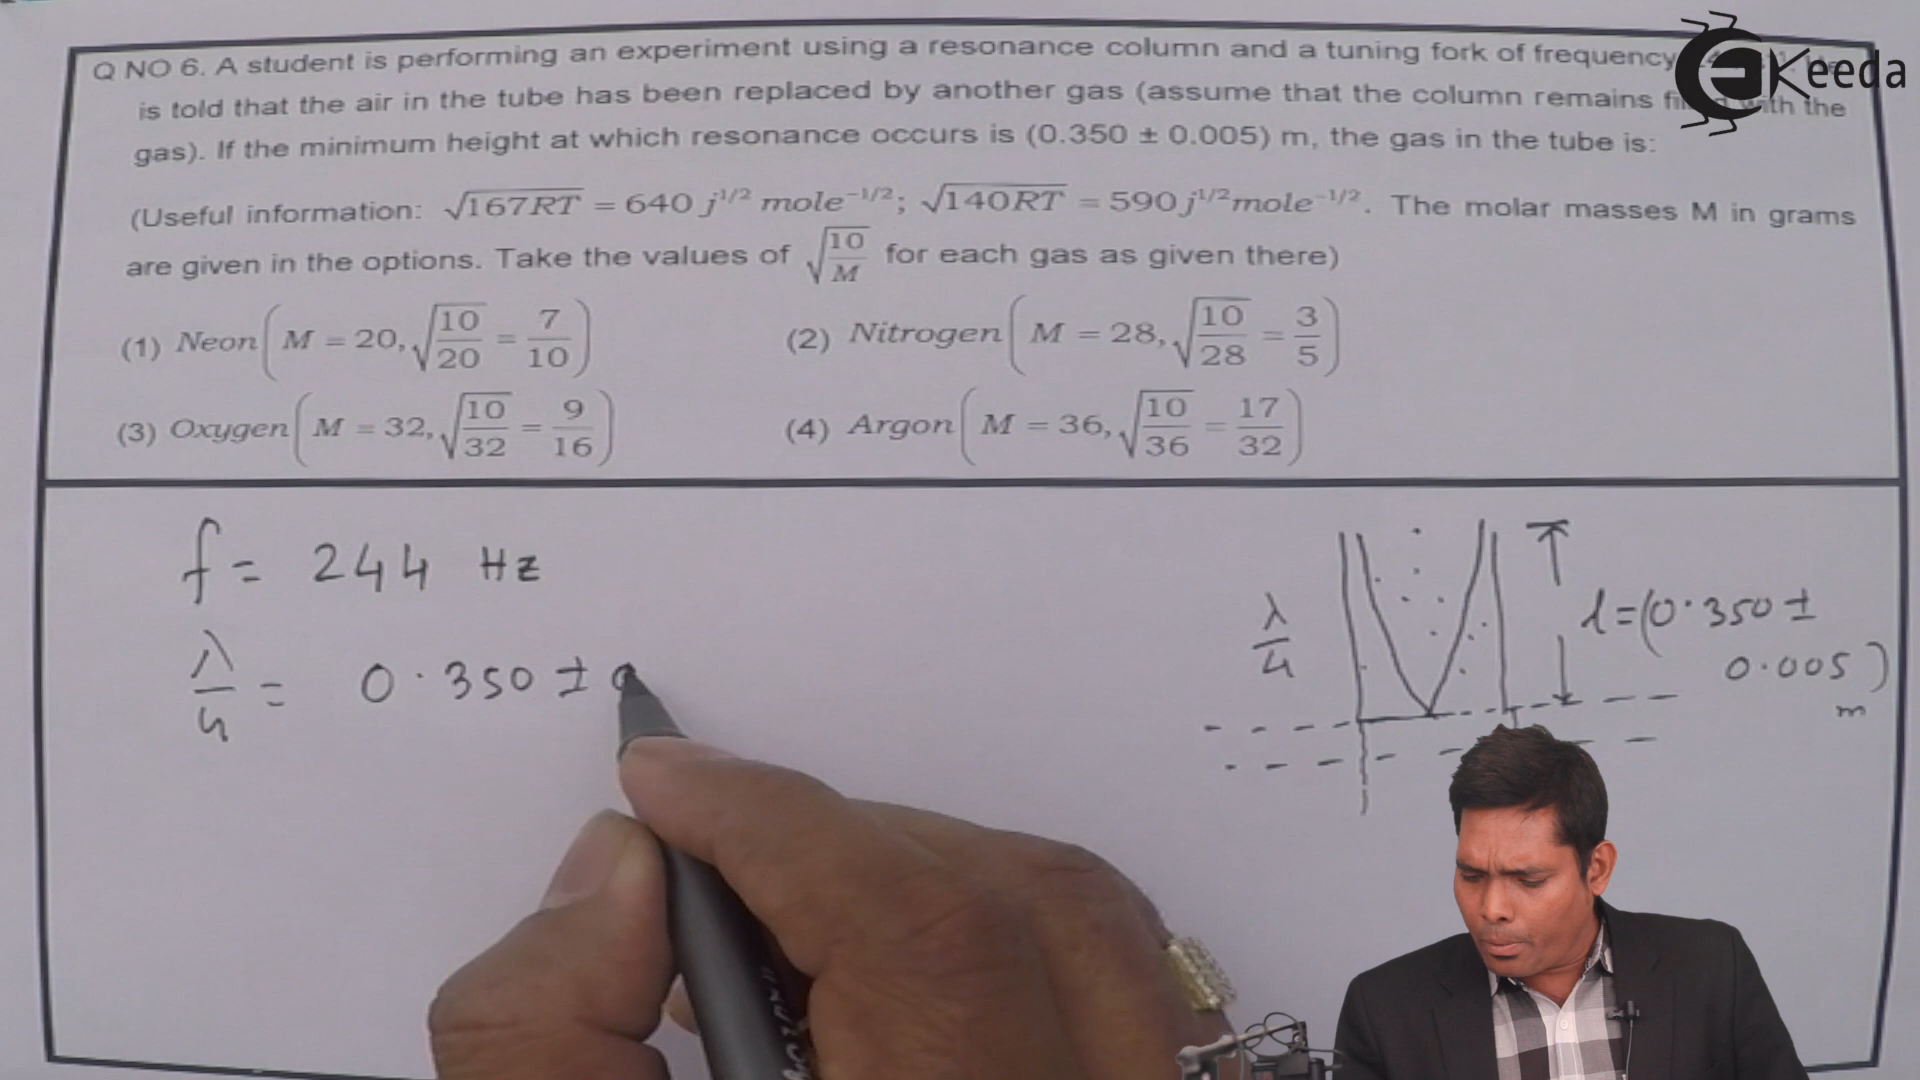 Q NO 6. A student is performing an experiment using a resonance column and a tuning fork of frequency
is told that the air in the tube has been replaced by another gas (assume that the column remains with the
gas). If the minimum height at which resonance occurs is (0.350 ± 0.005) m, the gas in the tube is:
(Useful information: √167RT = 640 j^1/2 mole^-1/2; √140RT = 590 j^1/2 mole^-1/2. The molar masses M in grams
are given in the options. Take the values of √(10/M) for each gas as given there)
(1) Neon (M = 20, √(10/20) = 7/10)
(2) Nitrogen (M = 28, √(10/28) = 3/5)
(3) Oxygen (M = 32, √(10/32) = 9/16)
(4) Argon (M = 36, √(10/36) = 17/32)
f = 244 Hz
λ/4 = 0.350 ±
λ/4
l = (0.350 ±
0.005)
m
Keeda